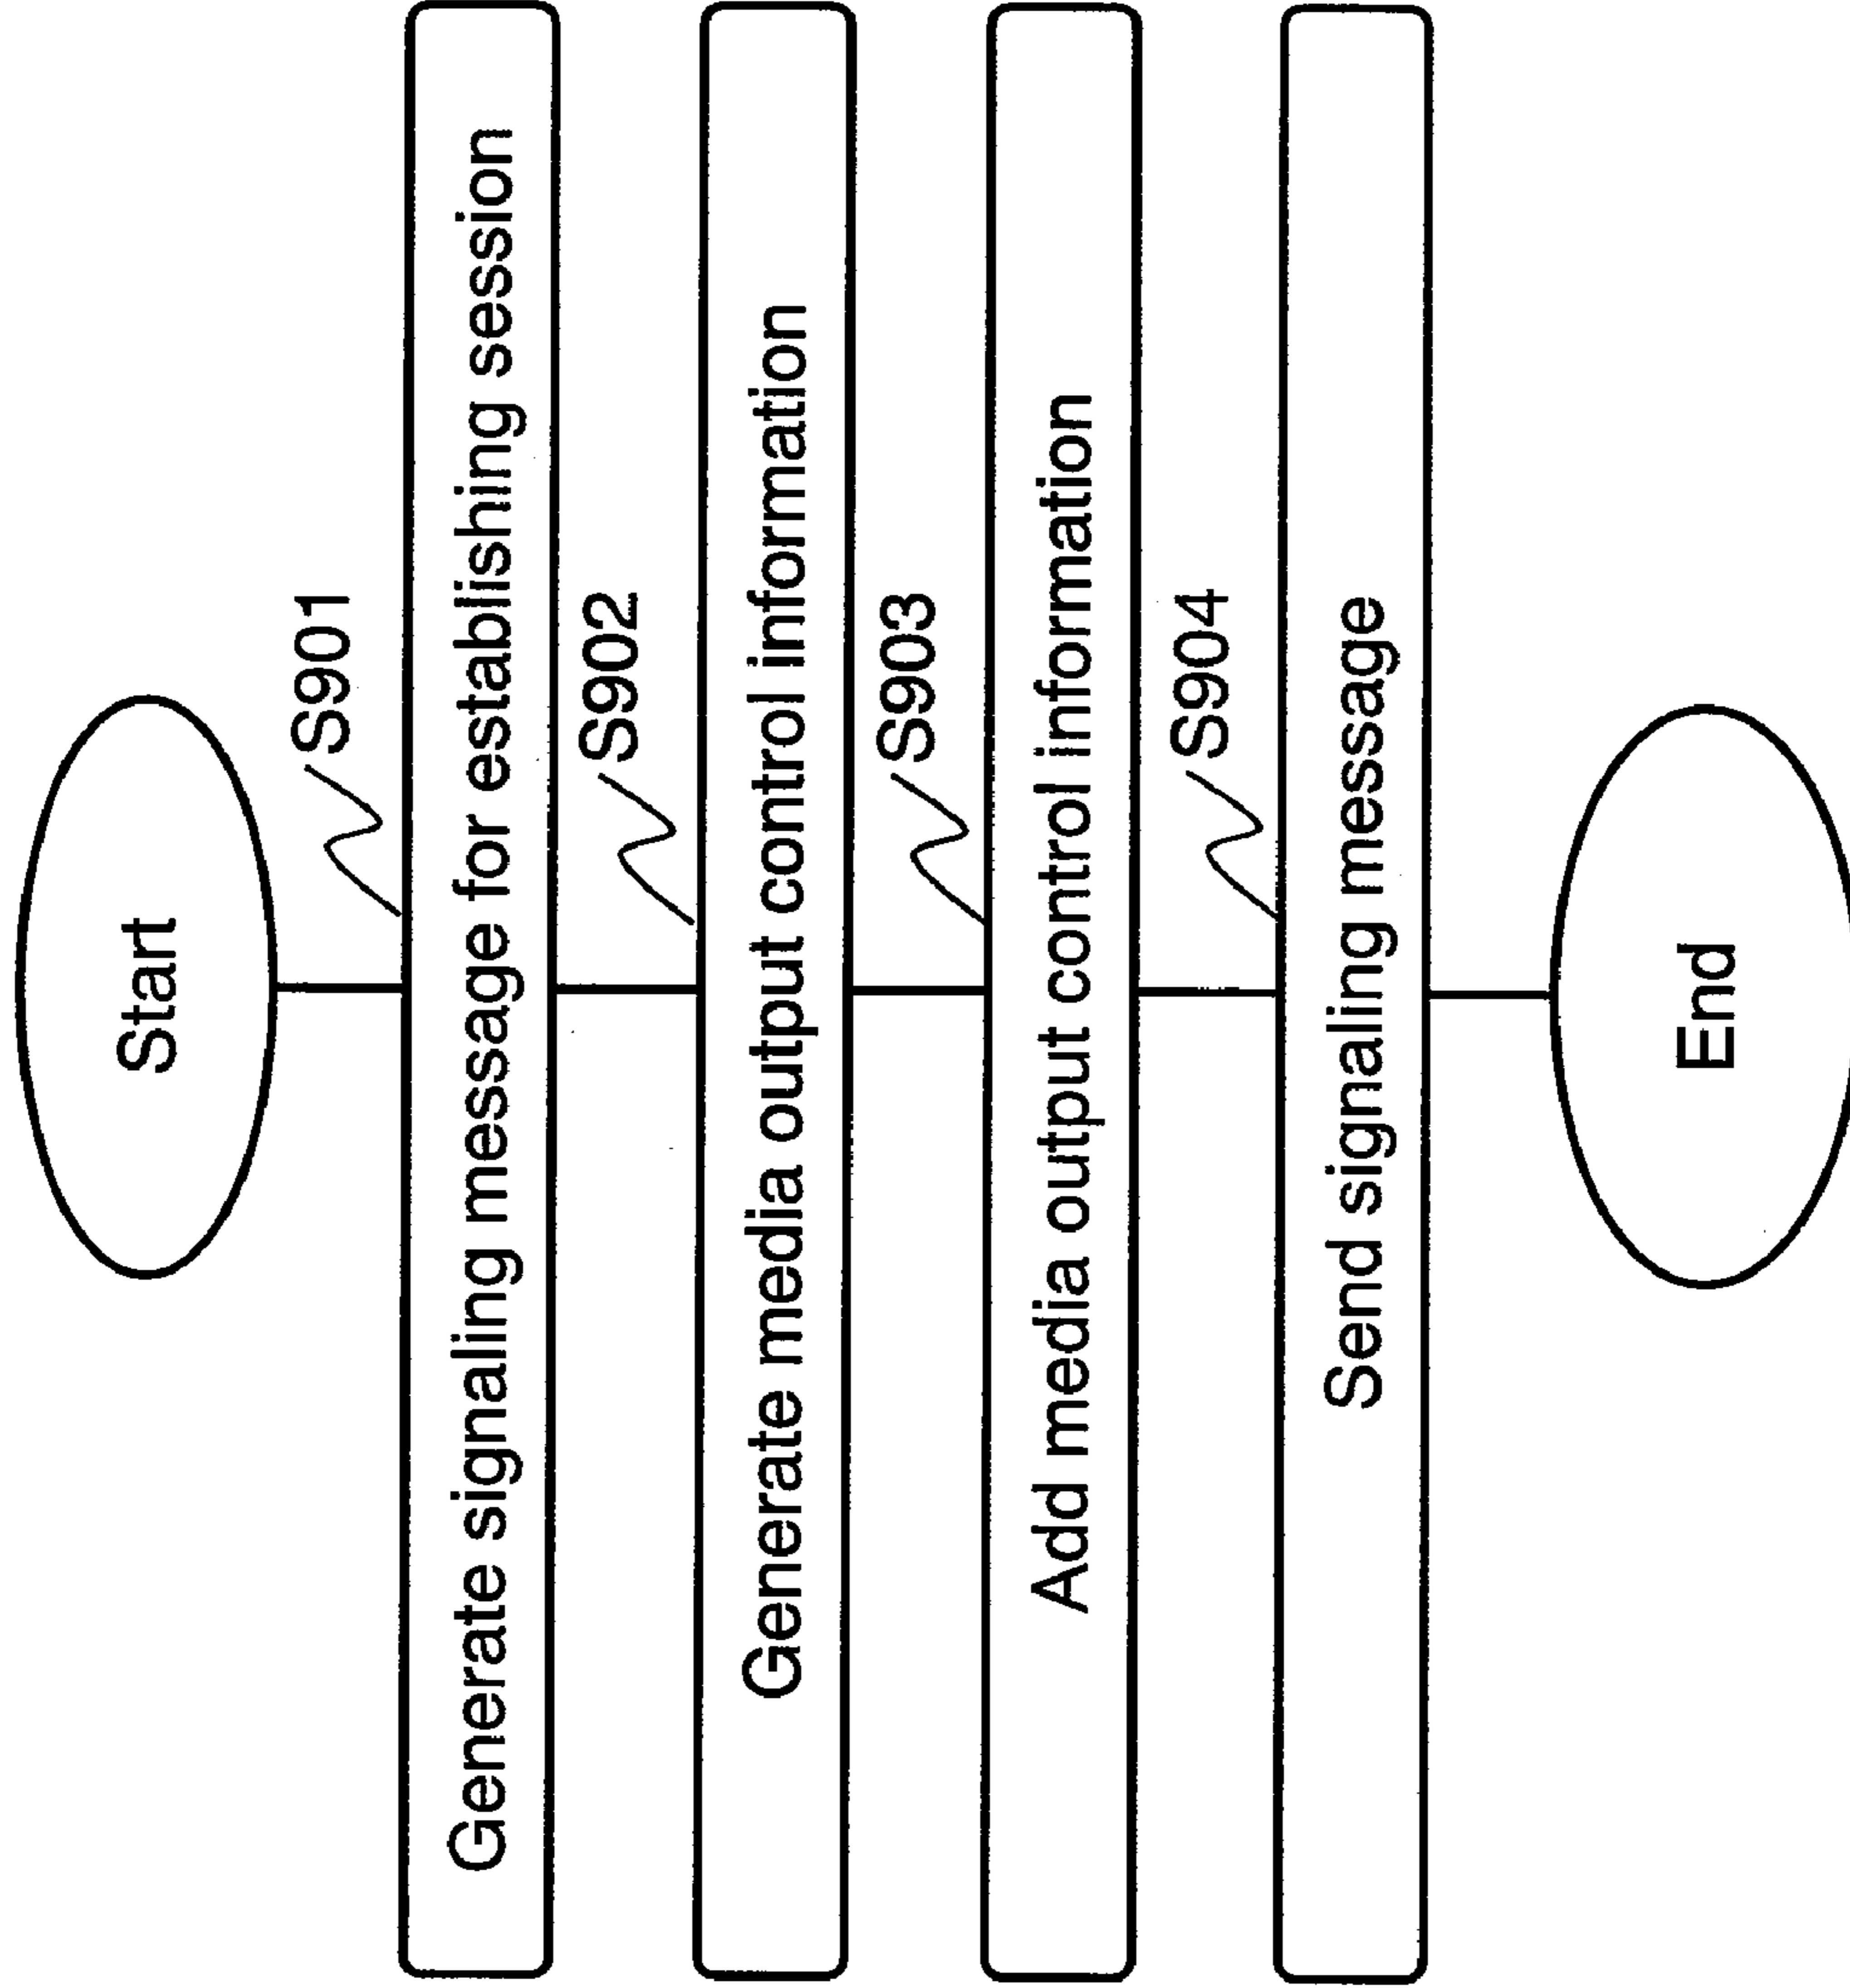 Start
S901
Generate signaling message for establishing session
S902
Generate media output control information
S903
Add media output control information
S904
Send signaling message
End